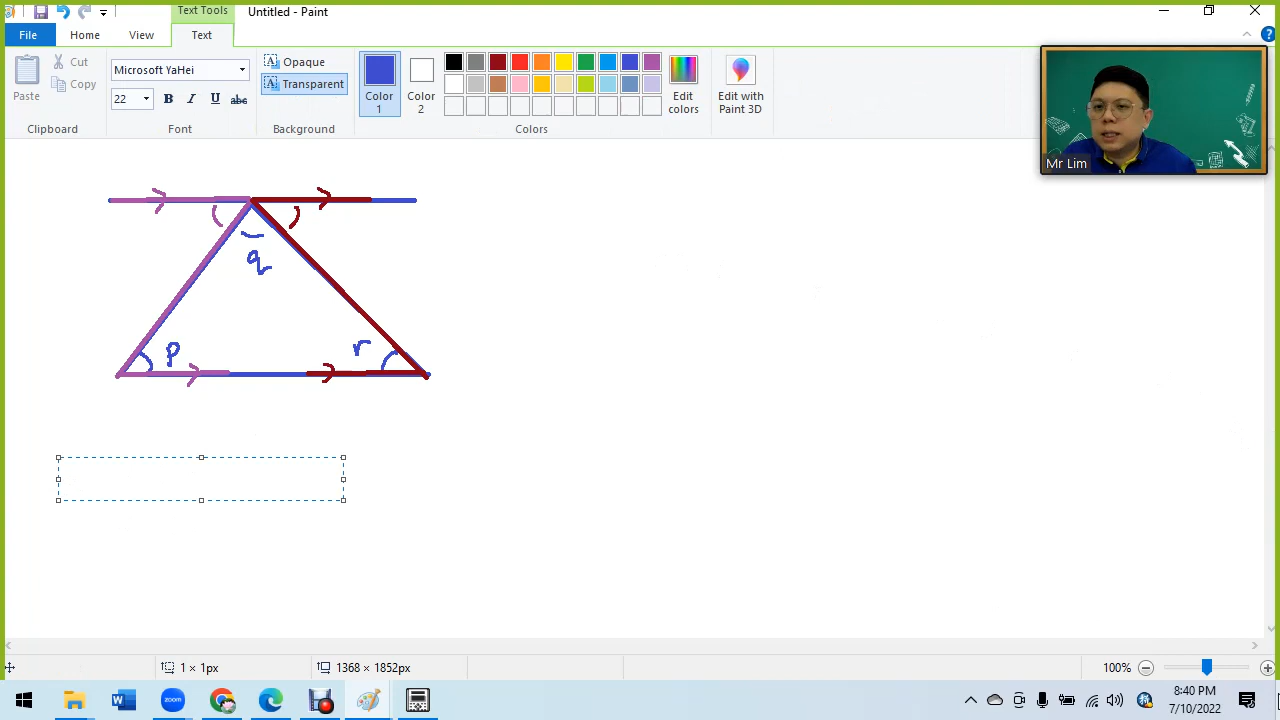 Text Tools
Untitled - Paint
File
Home
View
Text
Paste
Cut
Copy
Clipboard
Microsoft YaHei
22
B
I
U
abc
Font
A
Opaque
A
Transparent
Background
Color
1
Color
2
Edit
colors
Edit with
Paint 3D
Colors
Mr Lim
q
p
r
1 × 1px
1368 × 1852px
100%
W
zoom
8:40 PM
7/10/2022